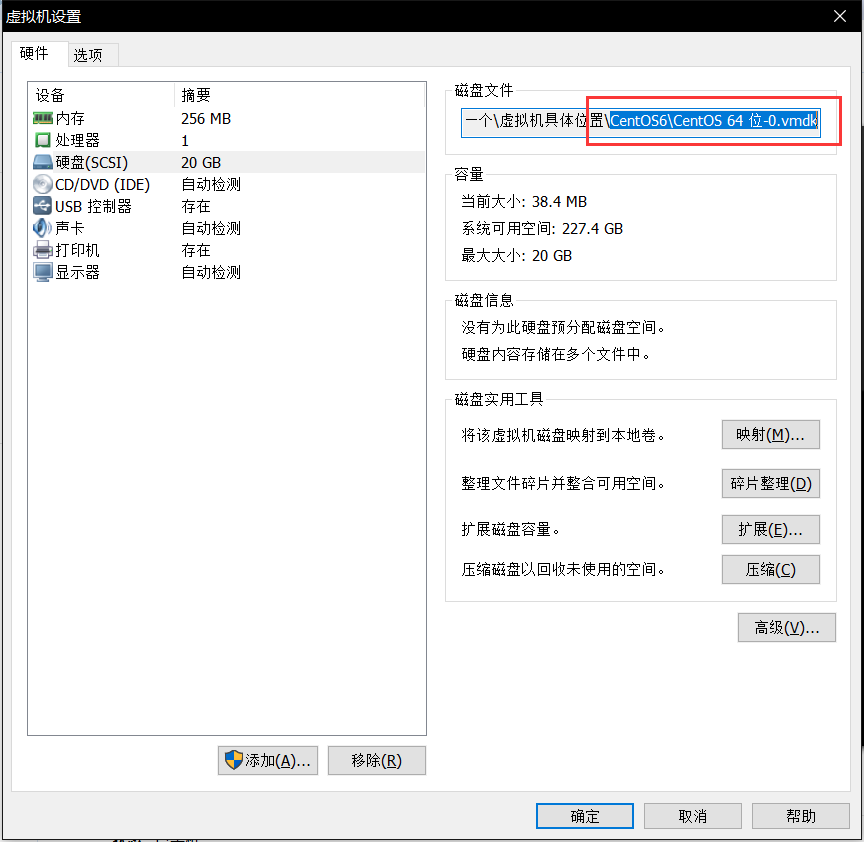 虚拟机设置
硬件 选项
设备 摘要
内存 256 MB
处理器 1
硬盘(SCSI) 20 GB
CD/DVD (IDE) 自动检测
USB 控制器 存在
声卡 自动检测
打印机 存在
显示器 自动检测
添加(A)... 移除(R)
磁盘文件
一个\虚拟机具体位置\CentOS6\CentOS 64 位-0.vmdk
容量
当前大小: 38.4 MB
系统可用空间: 227.4 GB
最大大小: 20 GB
磁盘信息
没有为此硬盘预分配磁盘空间。
硬盘内容存储在多个文件中。
磁盘实用工具
将该虚拟机磁盘映射到本地卷。 映射(M)...
整理文件碎片并整合可用空间。 碎片整理(D)
扩展磁盘容量。 扩展(E)...
压缩磁盘以回收未使用的空间。 压缩(C)
高级(V)...
确定 取消 帮助